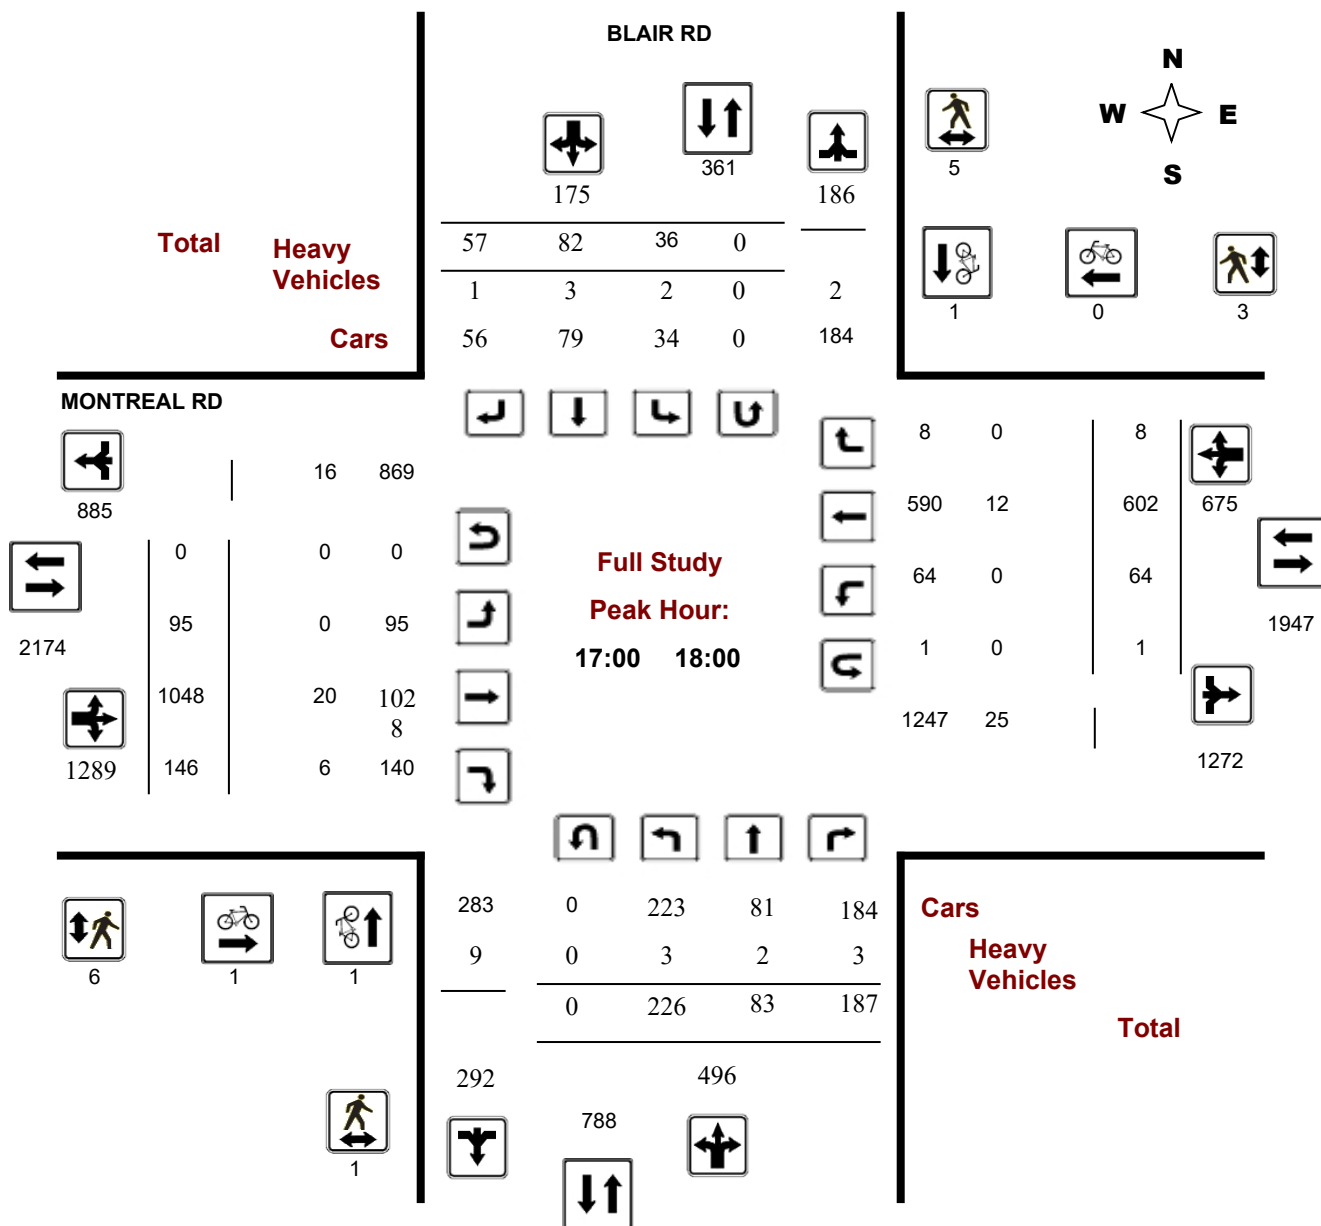 BLAIR RD
N
W E
S
361
5
175
186
Total
Heavy
Vehicles
57 82 36 0
1 3 2 0 2
1 0 3
Cars
56 79 34 0 184
MONTREAL RD
8 0 8
16 869
885
590 12 602 675
0 0 0
Full Study
64 0 64
Peak Hour:
95 0 95
1947
2174
17:00 18:00
1 0 1
1048 20 102
8
1247 25
1289 146 6 140
1272
283 0 223 81 184
Cars
9 0 3 2 3
Heavy
Vehicles
6 1 1
0 226 83 187
Total
292 496
788
1